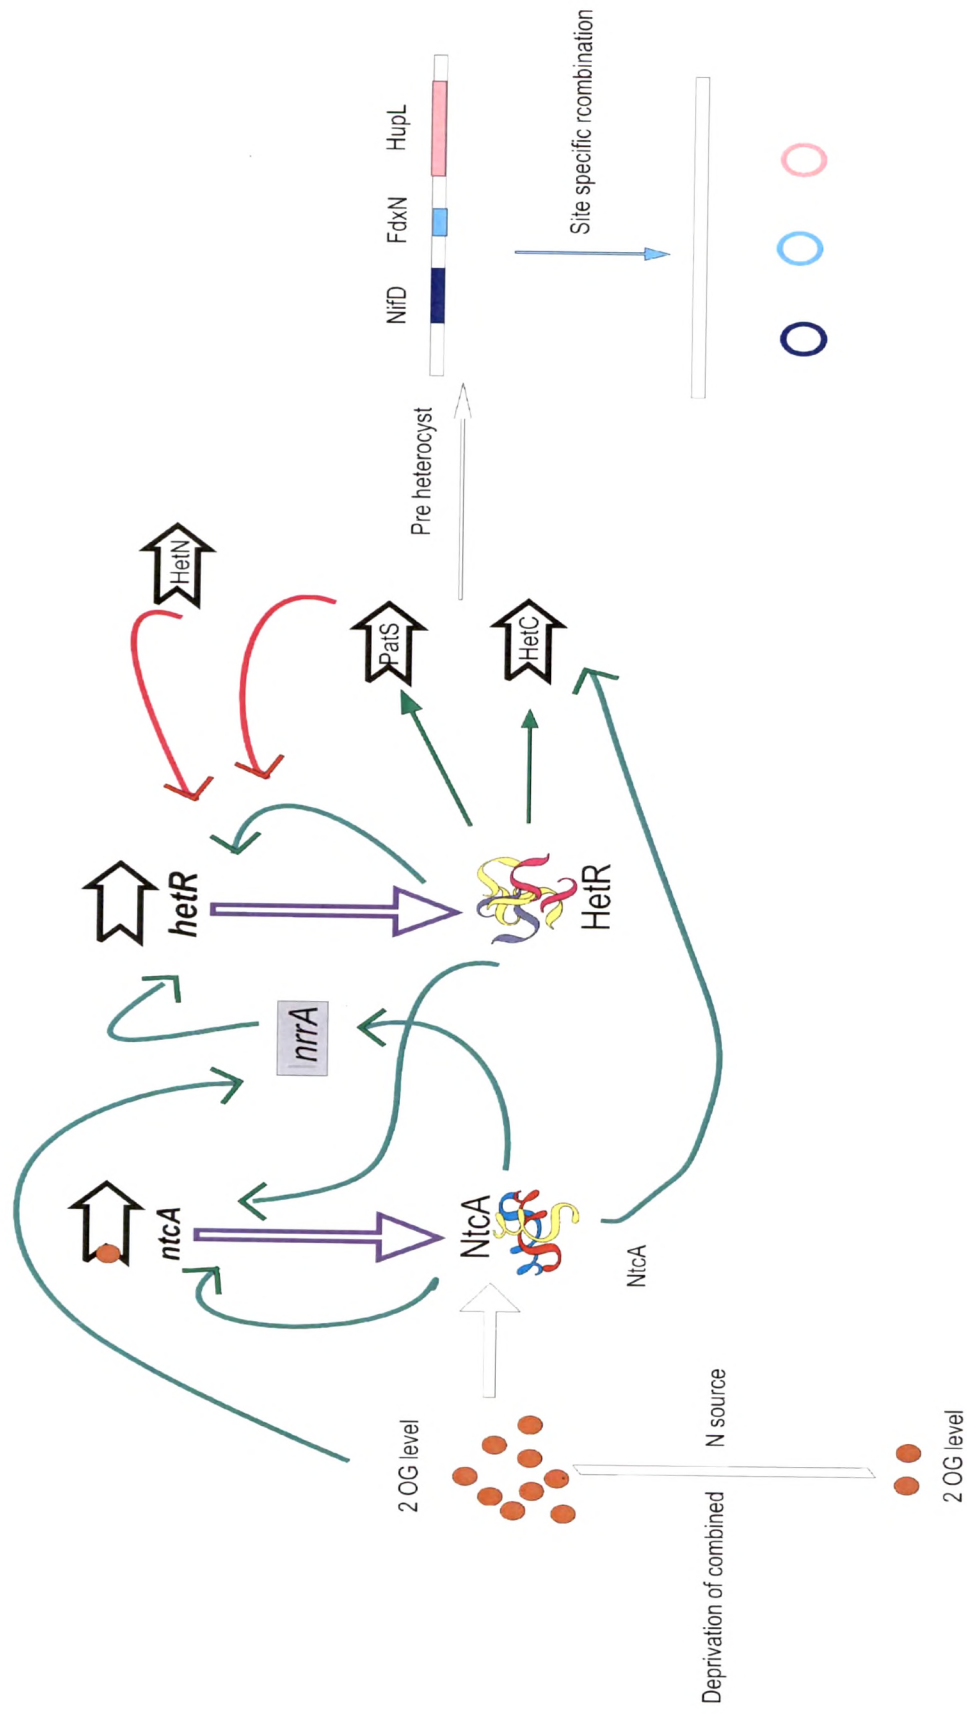 HetN
hetR
ntcA
nrrA
PatS
HetC
HetR
NtcA
NtcA
2 OG level
Deprivation of combined
N source
2 OG level
Pre heterocyst
NifD
FdxN
HupL
Site specific rcombination